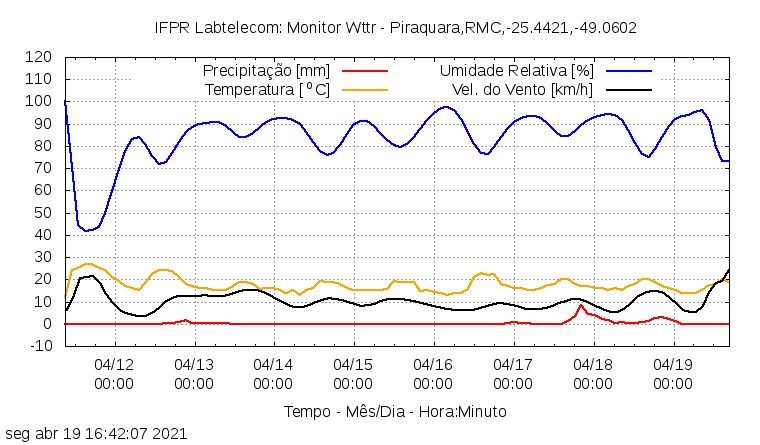 IFPR Labtelecom: Monitor Wttr - Piraquara,RMC,-25.4421,-49.0602
Precipitação [mm]
Temperatura [ ⁰C]
Umidade Relativa [%]
Vel. do Vento [km/h]
120
110
100
90
80
70
60
50
40
30
20
10
0
-10
04/12 04/13 04/14 04/15 04/16 04/17 04/18 04/19
00:00 00:00 00:00 00:00 00:00 00:00 00:00 00:00
Tempo - Mês/Dia - Hora:Minuto
seg abr 19 16:42:07 2021